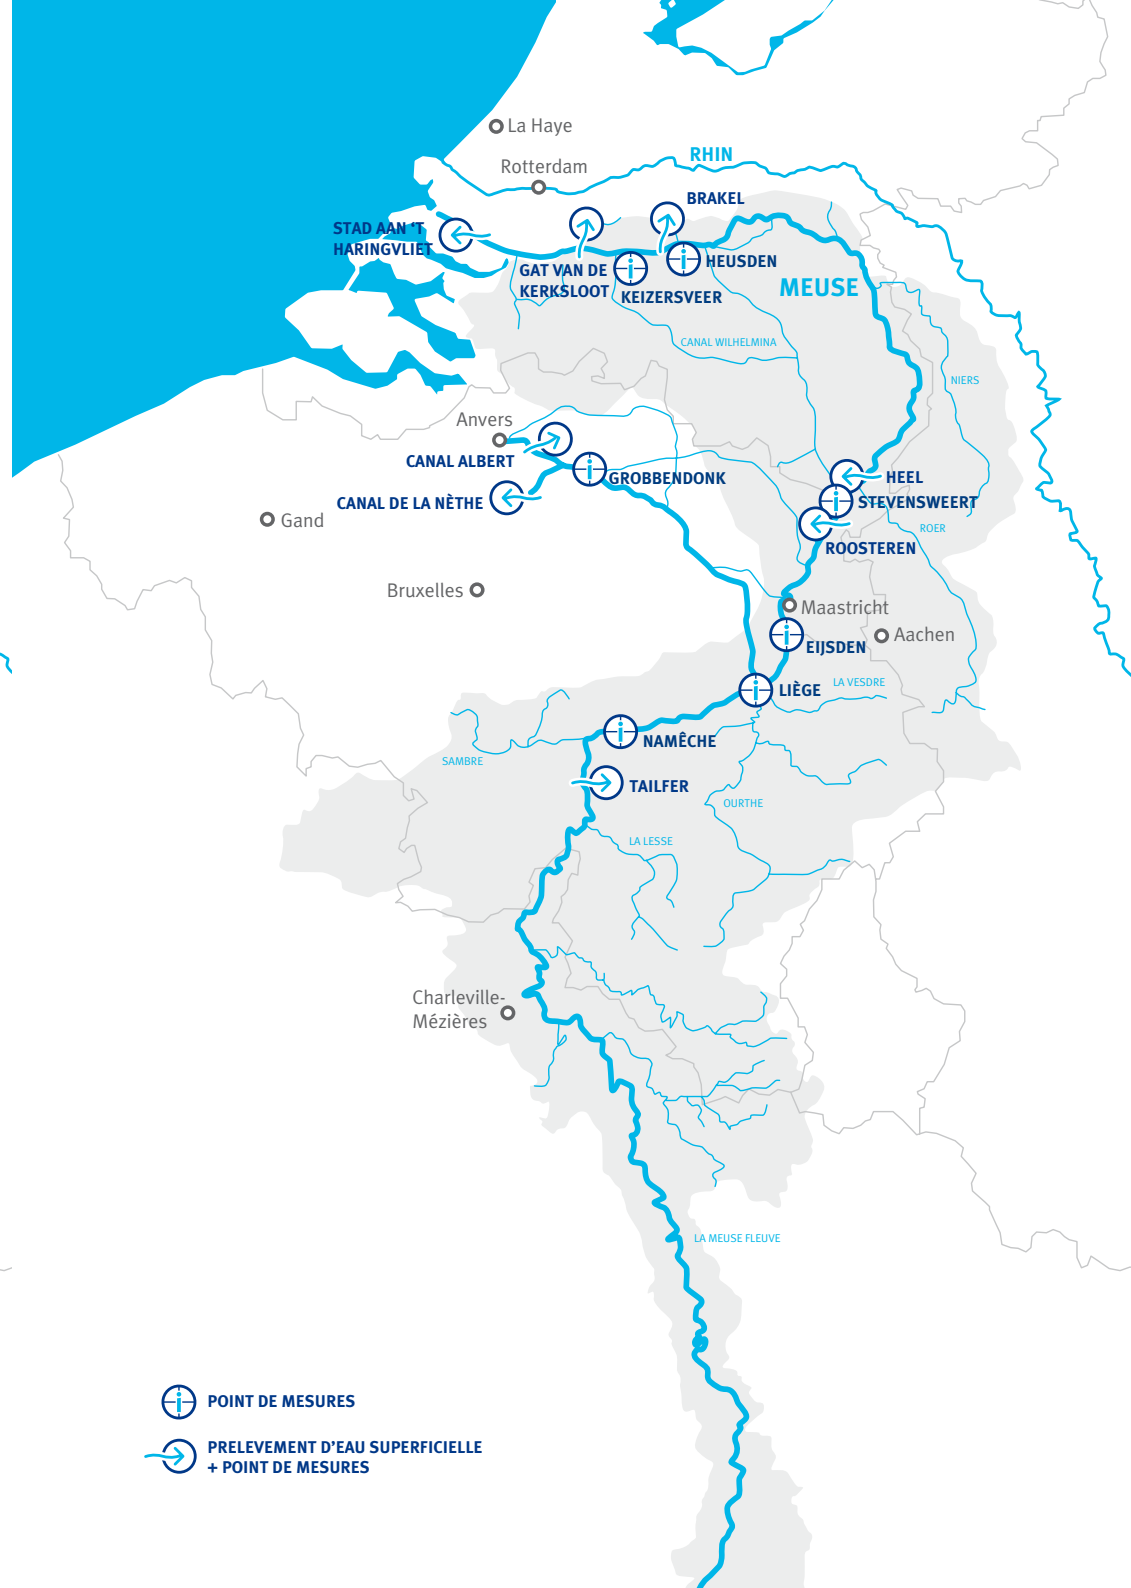 La Haye
RHIN
Rotterdam
BRAKEL
STAD AAN ‘T
HARINGVLIET
HEUSDEN
GAT VAN DE
KERKSLOOT
KEIZERSVEER
MEUSE
CANAL WILHELMINA
NIERS
Anvers
CANAL ALBERT
GROBBENDONK
HEEL
CANAL DE LA NÈTHE
STEVENSWEERT
Gand
ROER
ROOSTEREN
Bruxelles
Maastricht
Aachen
EIJSDEN
LA VESDRE
LIÈGE
NAMÊCHE
SAMBRE
TAILFER
OURTHE
LA LESSE
Charleville-
Mézières
LA MEUSE FLEUVE
POINT DE MESURES
PRELEVEMENT D’EAU SUPERFICIELLE
+ POINT DE MESURES